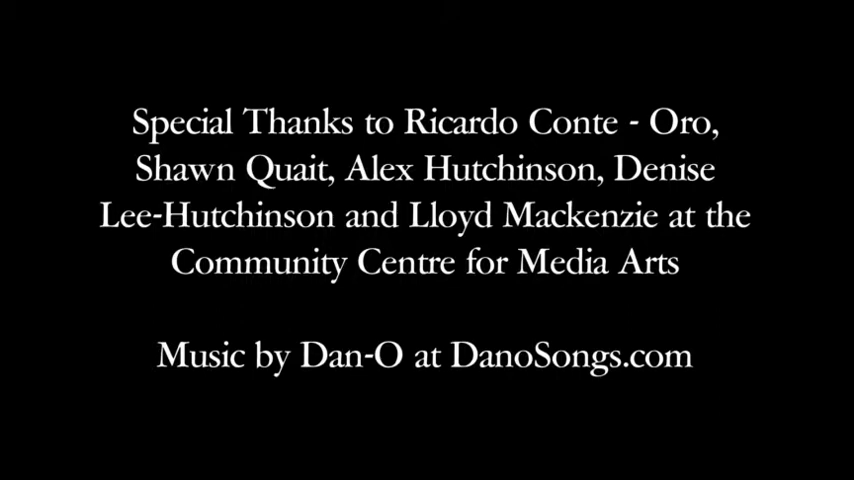 Special Thanks to Ricardo Conte - Oro,
Shawn Quait, Alex Hutchinson, Denise
Lee-Hutchinson and Lloyd Mackenzie at the
Community Centre for Media Arts
Music by Dan-O at DanoSongs.com